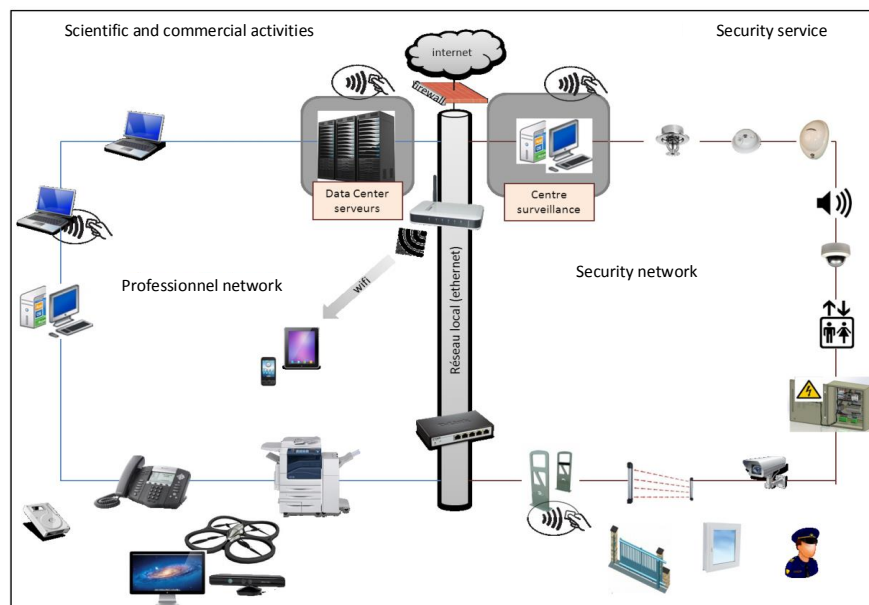 Scientific and commercial activities
Security service
internet
firewall
Data Center
serveurs
Centre
surveillance
wifi
Professionnel network
Security network
Réseau local (ethernet)